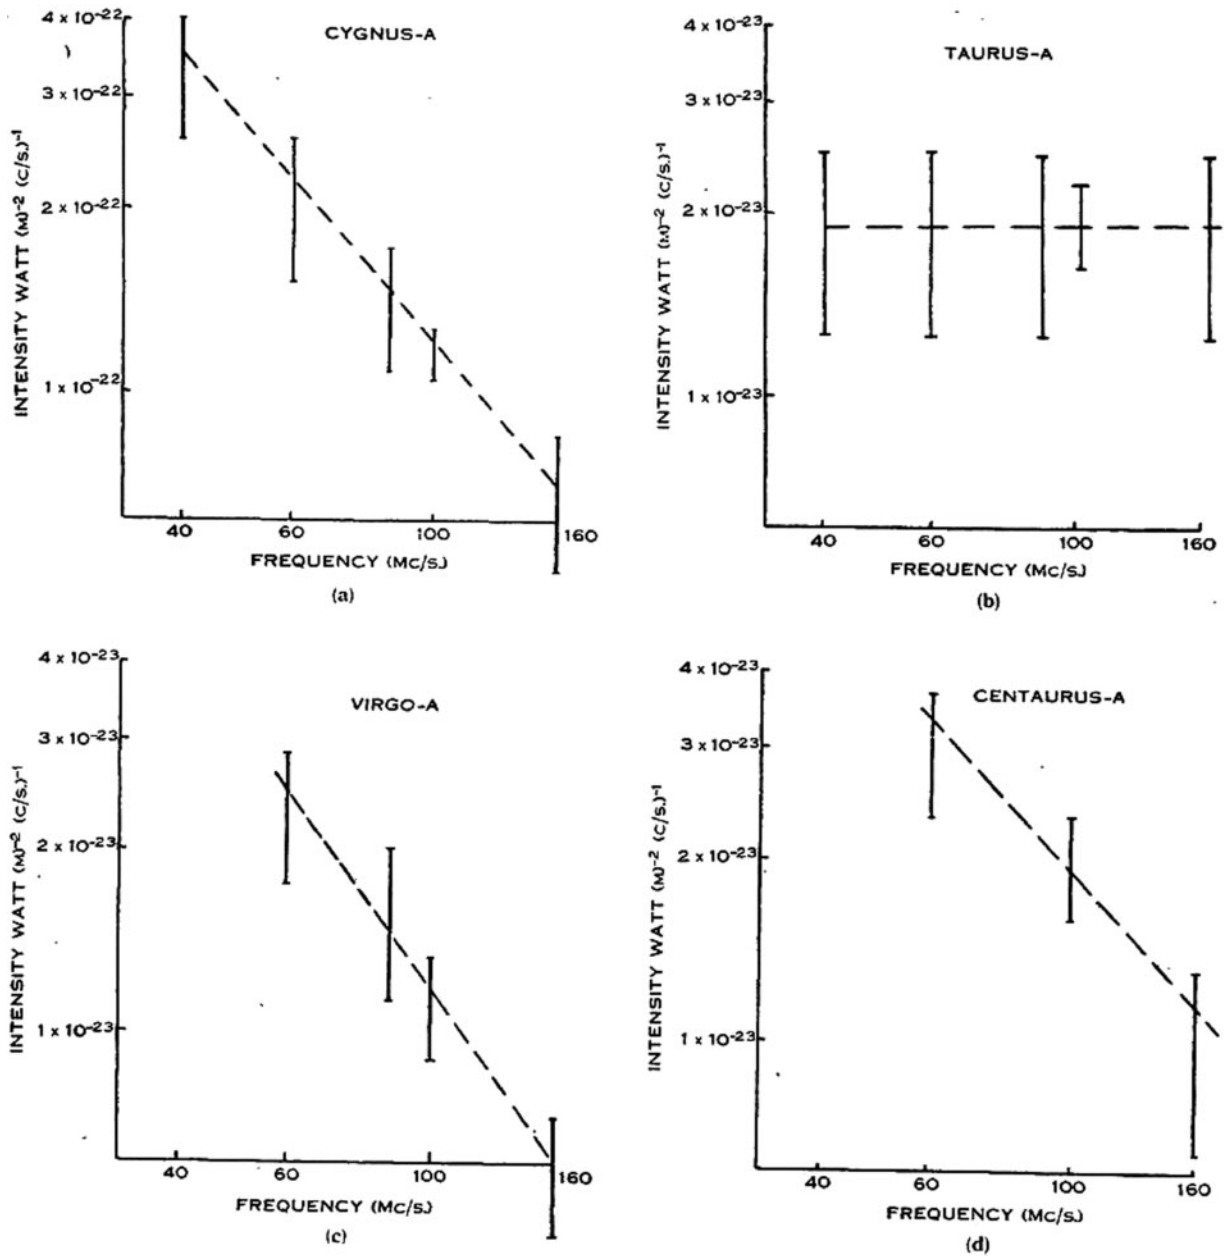 CYGNUS-A
INTENSITY WATT (M)⁻² (C/S.)⁻¹
4 x 10⁻²²
3 x 10⁻²²
2 x 10⁻²²
1 x 10⁻²²
40 60 100 160
FREQUENCY (MC/S.)
(a)
TAURUS-A
INTENSITY WATT (M)⁻² (C/S.)⁻¹
4 x 10⁻²³
3 x 10⁻²³
2 x 10⁻²³
1 x 10⁻²³
40 60 100 160
FREQUENCY (MC/S.)
(b)
VIRGO-A
INTENSITY WATT (M)⁻² (C/S.)⁻¹
4 x 10⁻²³
3 x 10⁻²³
2 x 10⁻²³
1 x 10⁻²³
40 60 100 160
FREQUENCY (MC/S.)
(c)
CENTAURUS-A
INTENSITY WATT (M)⁻² (C/S.)⁻¹
4 x 10⁻²³
3 x 10⁻²³
2 x 10⁻²³
1 x 10⁻²³
40 60 100 160
FREQUENCY (MC/S.)
(d)